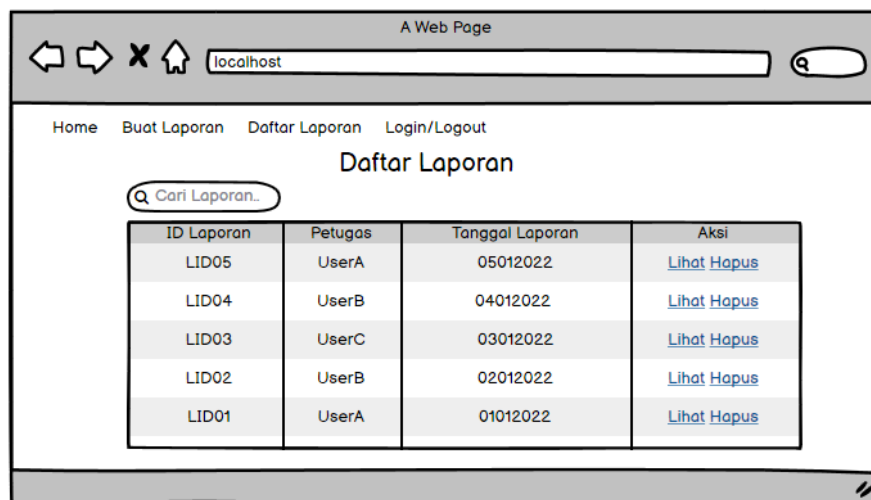 A Web Page
localhost
Home Buat Laporan Daftar Laporan Login/Logout
Daftar Laporan
Cari Laporan..
ID Laporan Petugas Tanggal Laporan Aksi
LID05 UserA 05012022 Lihat Hapus
LID04 UserB 04012022 Lihat Hapus
LID03 UserC 03012022 Lihat Hapus
LID02 UserB 02012022 Lihat Hapus
LID01 UserA 01012022 Lihat Hapus